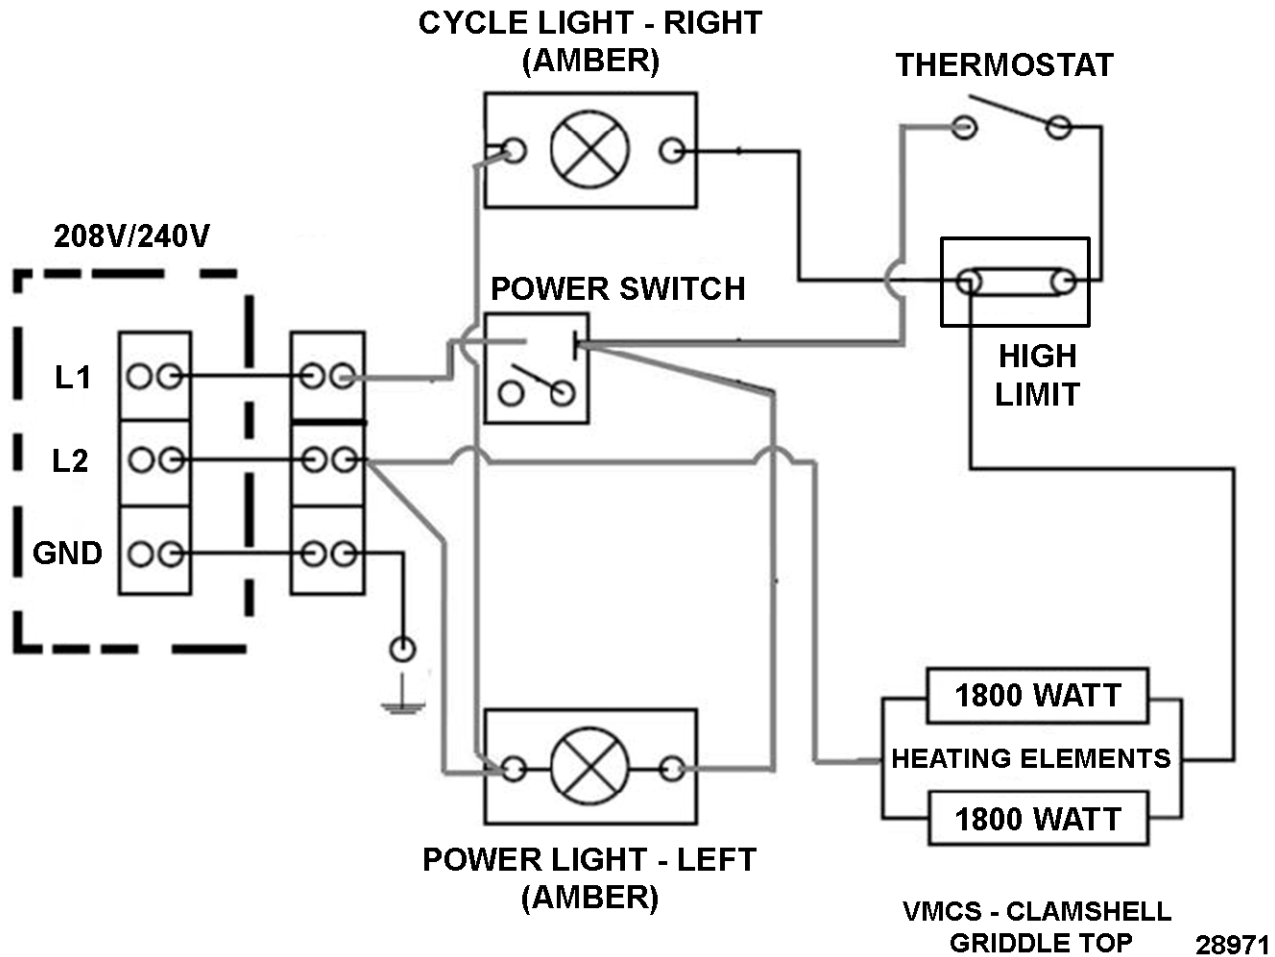 CYCLE LIGHT - RIGHT
(AMBER)
THERMOSTAT
208V/240V
POWER SWITCH
L1
HIGH
LIMIT
L2
GND
1800 WATT
HEATING ELEMENTS
1800 WATT
POWER LIGHT - LEFT
(AMBER)
VMCS - CLAMSHELL
GRIDDLE TOP
28971